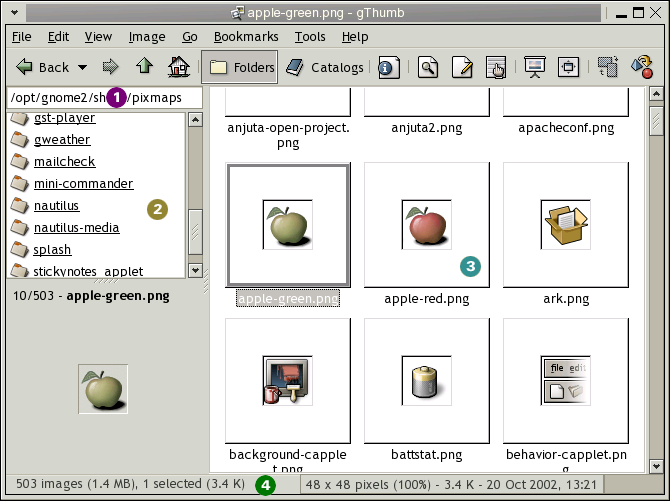 apple-green.png - gThumb
File Edit View Image Go Bookmarks Tools Help
Back Folders Catalogs
/opt/gnome2/sh 1 /pixmaps
gst-player
gweather
mailcheck
mini-commander
nautilus
2
nautilus-media
splash
stickynotes_applet
10/503 - apple-green.png
anjuta-open-project.
png
anjuta2.png
apacheconf.png
3
apple-green.png
apple-red.png
ark.png
file edit
background-capple
t.png
battstat.png
behavior-capplet.pn
g
503 images (1.4 MB), 1 selected (3.4 K) 4
48 x 48 pixels (100%) - 3.4 K - 20 Oct 2002, 13:21